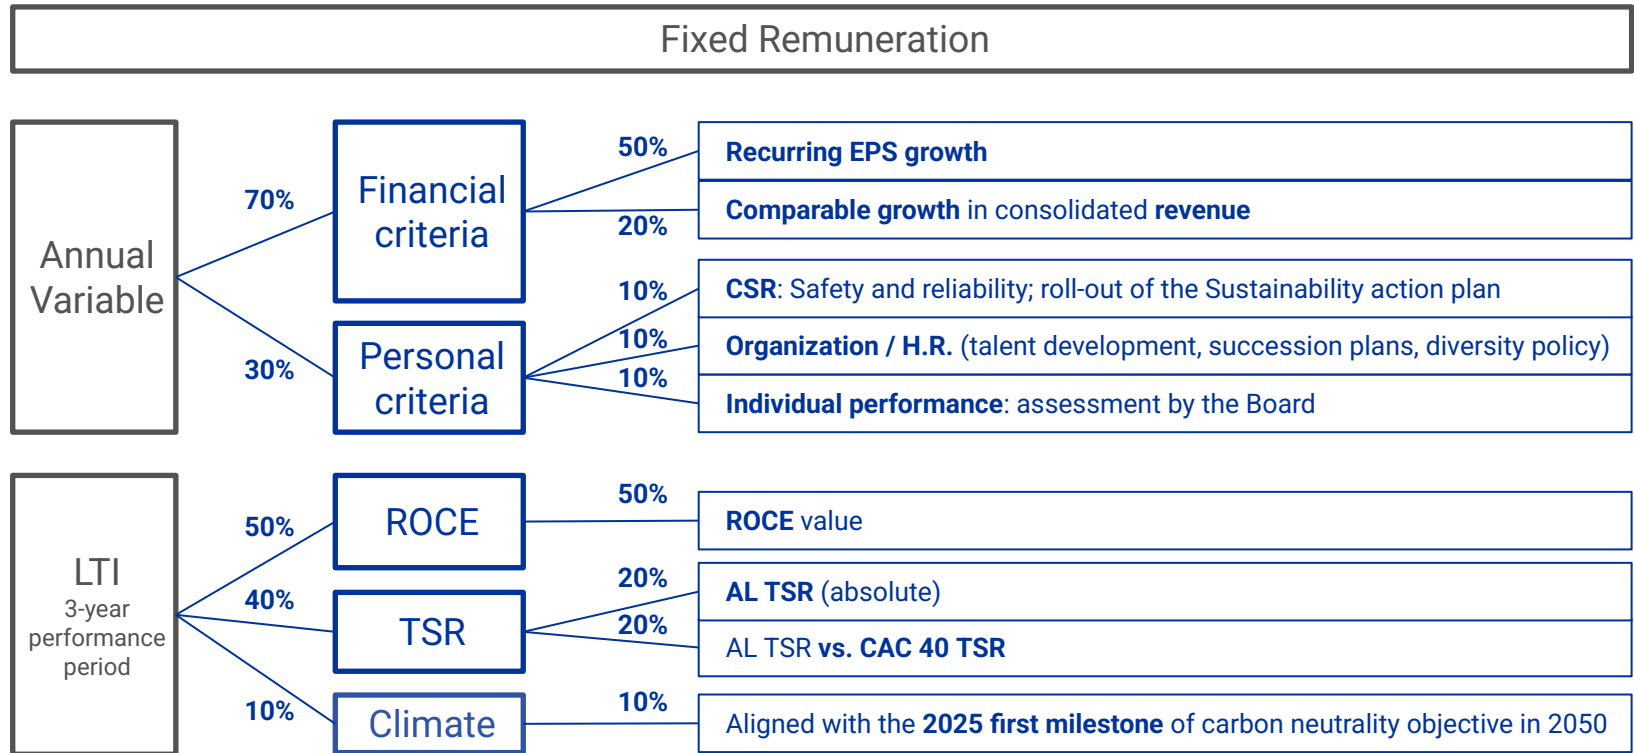 Fixed Remuneration
Annual
Variable
70%
30%
Financial
criteria
50%
20%
Recurring EPS growth
Comparable growth in consolidated revenue
Personal
criteria
10%
10%
10%
CSR: Safety and reliability; roll-out of the Sustainability action plan
Organization / H.R. (talent development, succession plans, diversity policy)
Individual performance: assessment by the Board
LTI
3-year
performance
period
50%
40%
10%
ROCE
50%
ROCE value
TSR
20%
20%
AL TSR (absolute)
AL TSR vs. CAC 40 TSR
Climate
10%
Aligned with the 2025 first milestone of carbon neutrality objective in 2050